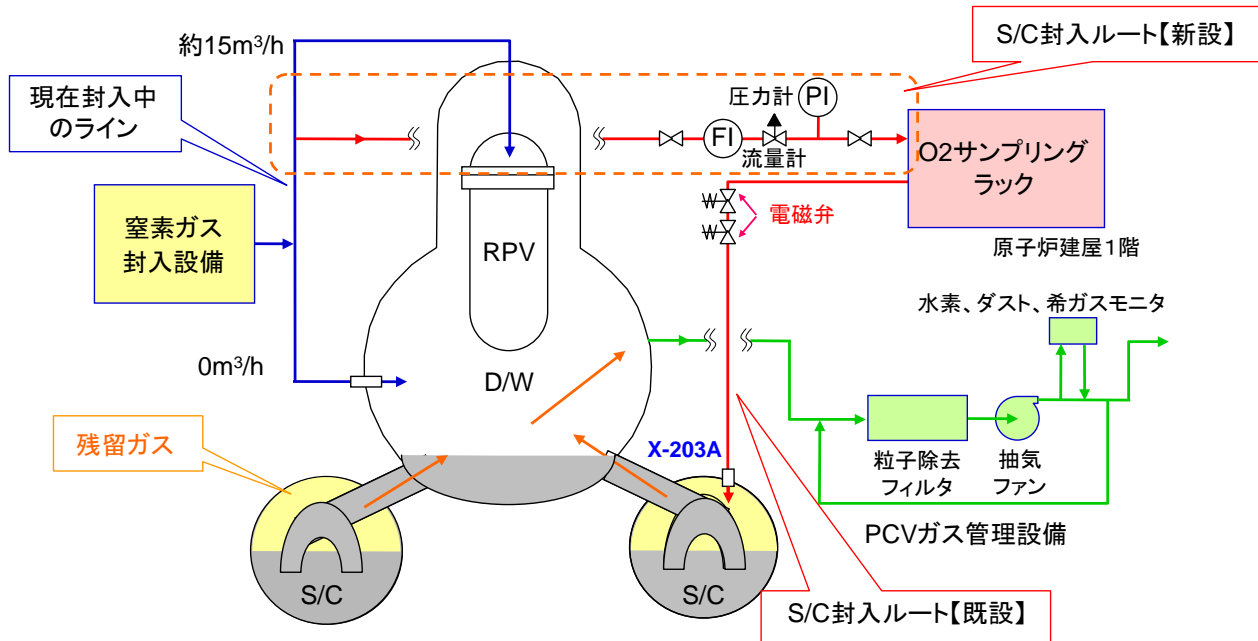 約15m³/h
S/C封入ルート【新設】
現在封入中
のライン
圧力計
PI
FI
流量計
O2サンプリング
ラック
窒素ガス
封入設備
RPV
電磁弁
原子炉建屋1階
水素、ダスト、希ガスモニタ
0m³/h
D/W
残留ガス
X-203A
粒子除去
フィルタ
抽気
ファン
PCVガス管理設備
S/C
S/C
S/C封入ルート【既設】